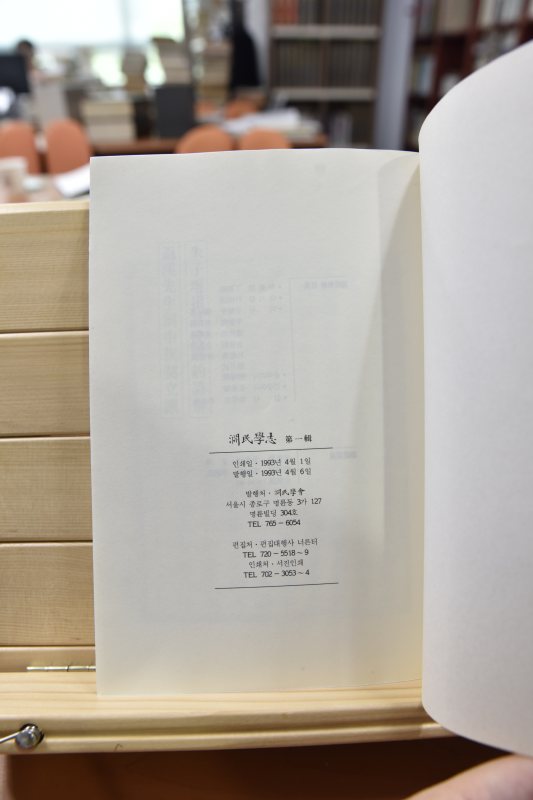 淵民學志 第一輯
인쇄일 · 1993년 4월 1일
발행일 · 1993년 4월 6일
발행처 · 淵民學會
서울시 종로구 명륜동 3가 127
명륜빌딩 304호
TEL 765-6054
편집처 · 편집대행사 너른터
TEL 720-5518~9
인쇄처 · 서진인쇄
TEL 702-3053~4